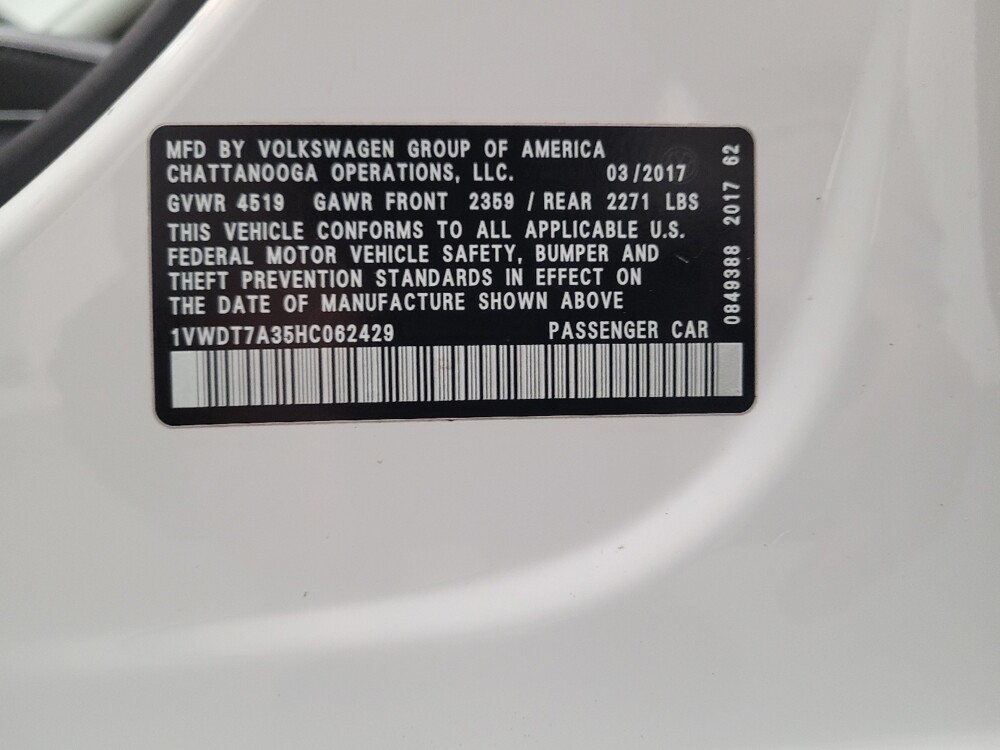 MFD BY VOLKSWAGEN GROUP OF AMERICA
CHATTANOOGA OPERATIONS, LLC. 03/2017
GVWR 4519 GAWR FRONT 2359 / REAR 2271 LBS
THIS VEHICLE CONFORMS TO ALL APPLICABLE U.S.
FEDERAL MOTOR VEHICLE SAFETY, BUMPER AND
THEFT PREVENTION STANDARDS IN EFFECT ON
THE DATE OF MANUFACTURE SHOWN ABOVE
1VWDT7A35HC062429 PASSENGER CAR
0849388 2017 62